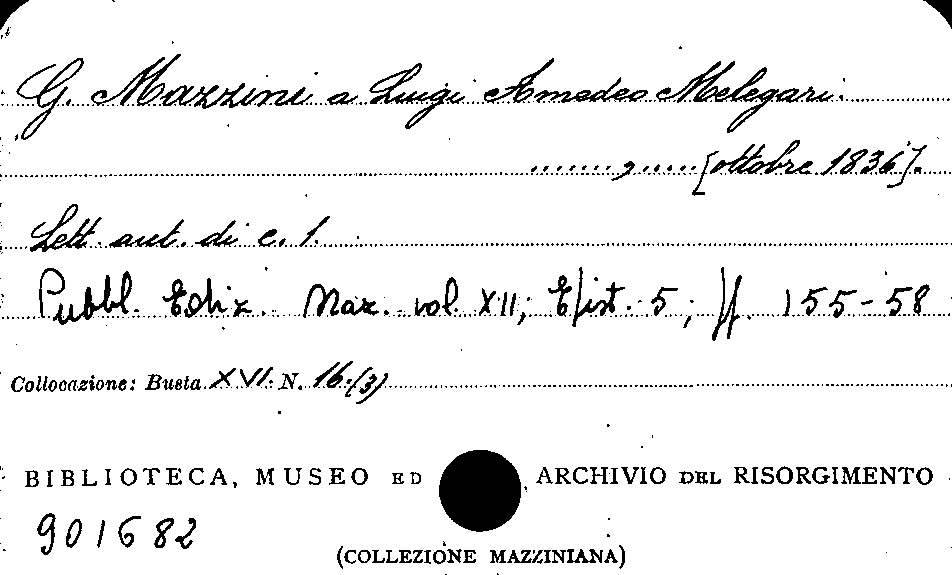 G. Mazzini a Luigi Amedeo Melegari.
........, ......[ottobre 1836].
Lett. aut. di c. 1.
Pubbl. Ediz. Naz. vol. XII; Epist. 5; pp. 155-58
Collocazione: Busta XVI. N. 16.(3)
BIBLIOTECA, MUSEO ED ARCHIVIO DEL RISORGIMENTO
901682
(COLLEZIONE MAZZINIANA)